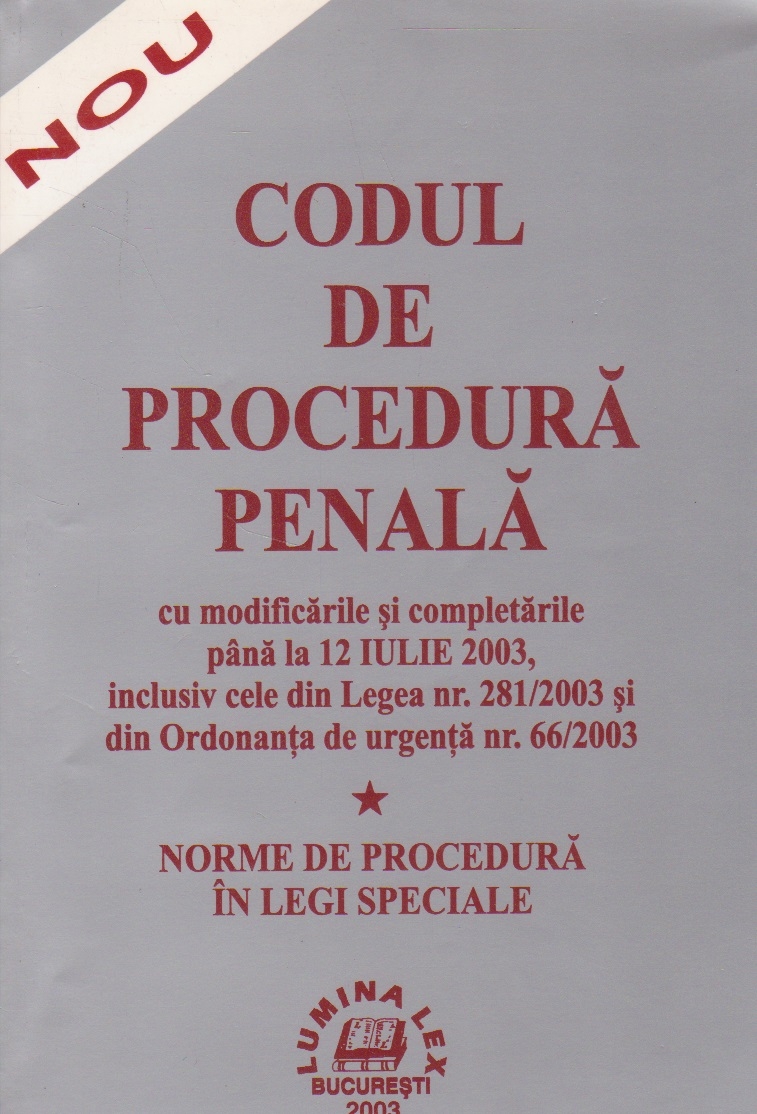 NOU
CODUL
DE
PROCEDURĂ
PENALĂ
cu modificările şi completările
până la 12 IULIE 2003,
inclusiv cele din Legea nr. 281/2003 şi
din Ordonanţa de urgenţă nr. 66/2003
NORME DE PROCEDURĂ
ÎN LEGI SPECIALE
LUMINA LEX
BUCUREŞTI
2003